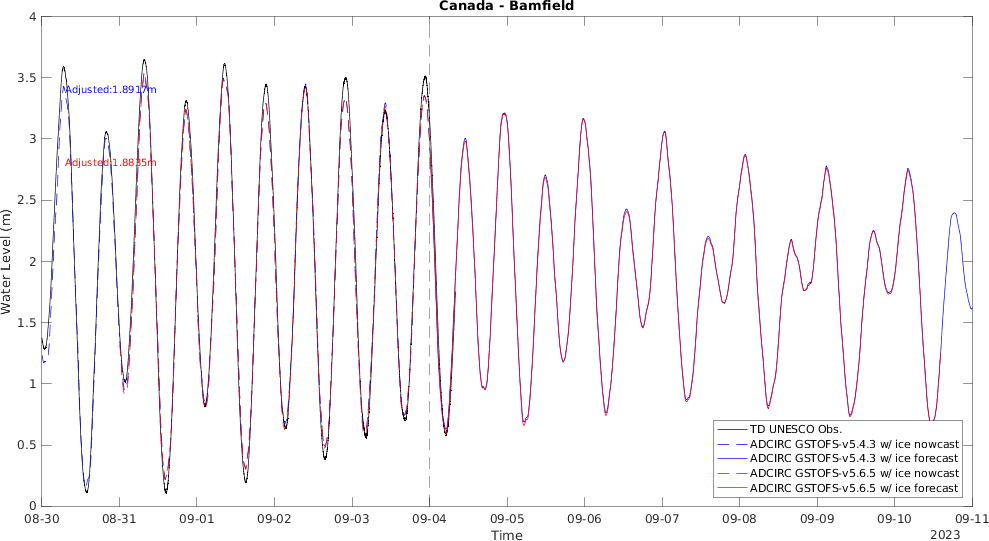 Canada - Bamfield
4
3.5
3
2.5
2
1.5
1
0.5
0
Water Level (m)
Adjusted:1.8917m
Adjusted:1.8835m
TD UNESCO Obs.
ADCIRC GSTOFS-v5.4.3 w/ ice nowcast
ADCIRC GSTOFS-v5.4.3 w/ ice forecast
ADCIRC GSTOFS-v5.6.5 w/ ice nowcast
ADCIRC GSTOFS-v5.6.5 w/ ice forecast
08-30 08-31 09-01 09-02 09-03 09-04 09-05 09-06 09-07 09-08 09-09 09-10 09-11
Time
2023